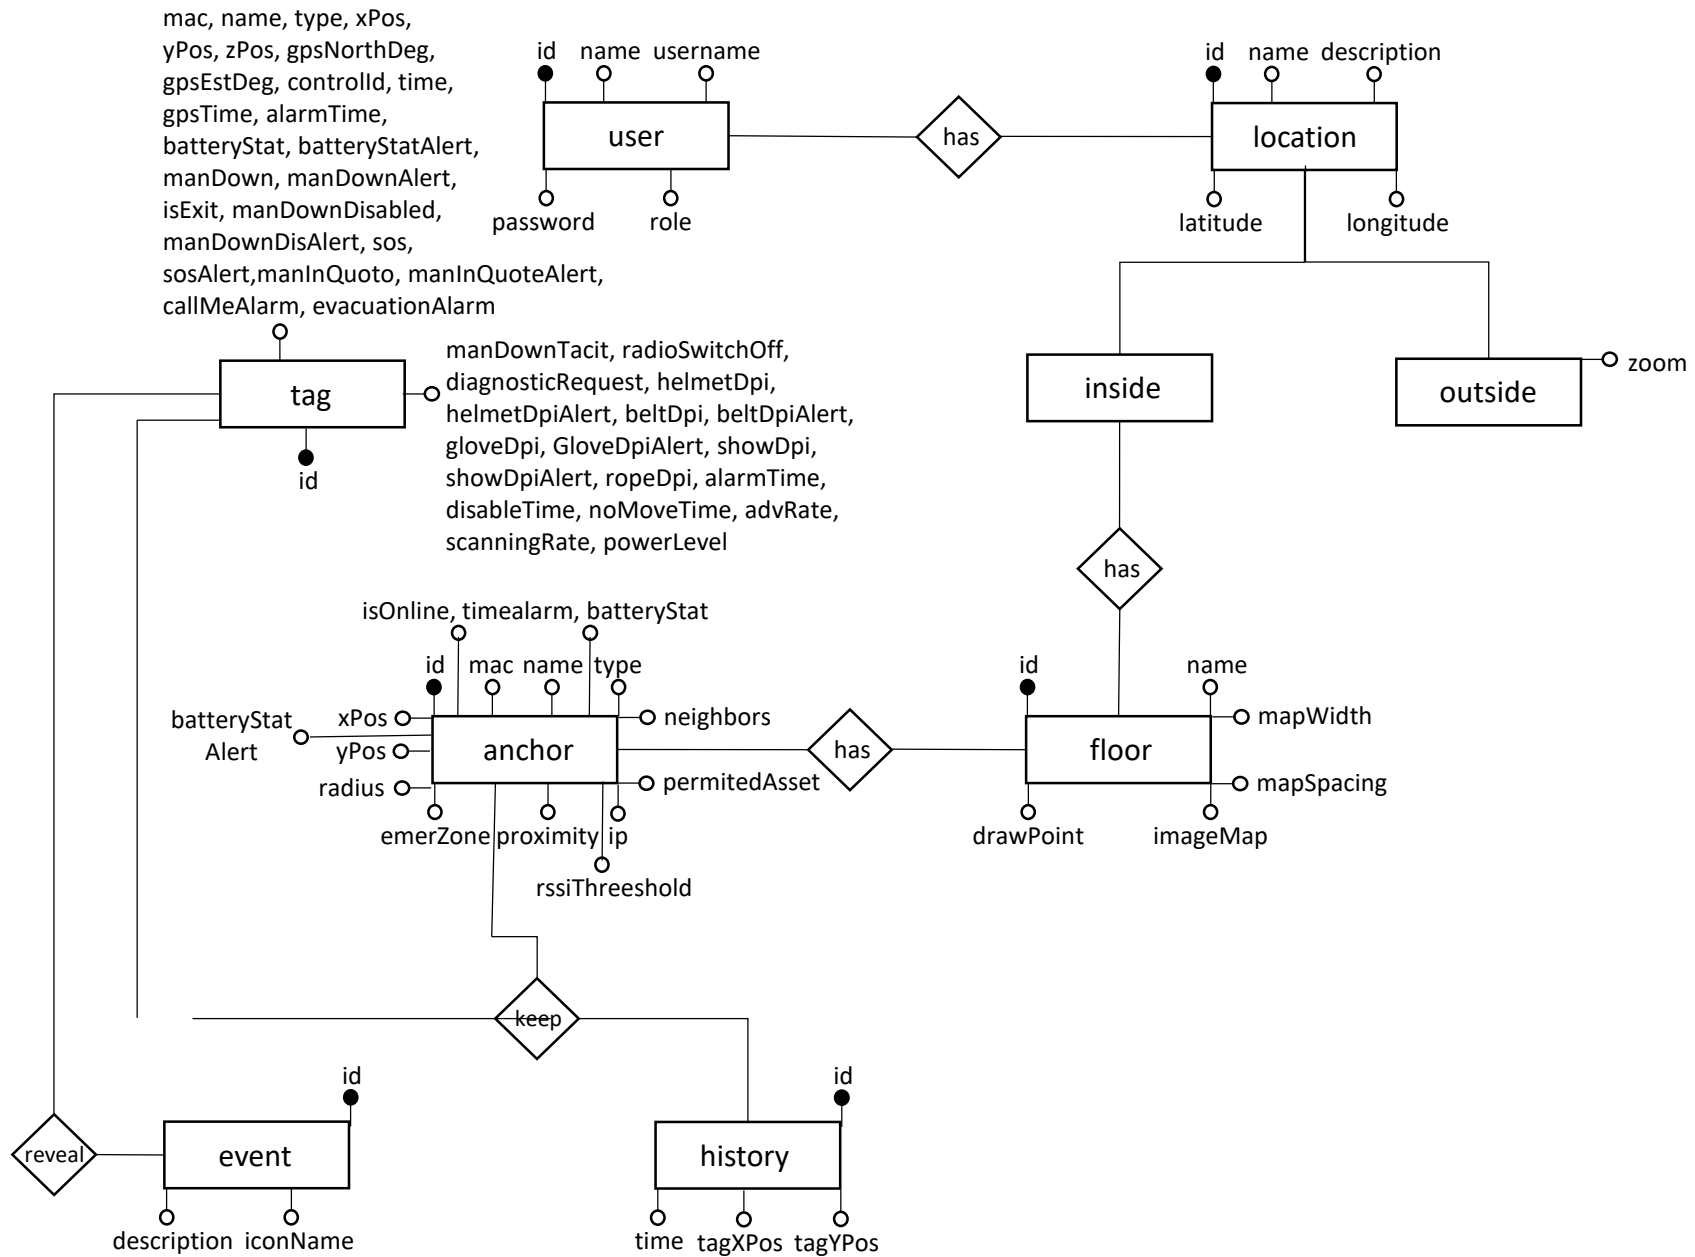 mac, name, type, xPos,
yPos, zPos, gpsNorthDeg,
gpsEstDeg, controlId, time,
gpsTime, alarmTime,
batteryStat, batteryStatAlert,
manDown, manDownAlert,
isExit, manDownDisabled,
manDownDisAlert, sos,
sosAlert,manInQuoto, manInQuoteAlert,
callMeAlarm, evacuationAlarm
id name username
user
password role
has
id name description
location
latitude longitude
tag
id
manDownTacit, radioSwitchOff,
diagnosticRequest, helmetDpi,
helmetDpiAlert, beltDpi, beltDpiAlert,
gloveDpi, GloveDpiAlert, showDpi,
showDpiAlert, ropeDpi, alarmTime,
disableTime, noMoveTime, advRate,
scanningRate, powerLevel
inside
outside
zoom
has
isOnline, timealarm, batteryStat
id mac name type
batteryStat
Alert
xPos
yPos
radius
anchor
neighbors
permitedAsset
emerZone proximity ip
rssiThreeshold
has
id name
floor
mapWidth
mapSpacing
drawPoint imageMap
keep
reveal
id
event
description iconName
id
history
time tagXPos tagYPos